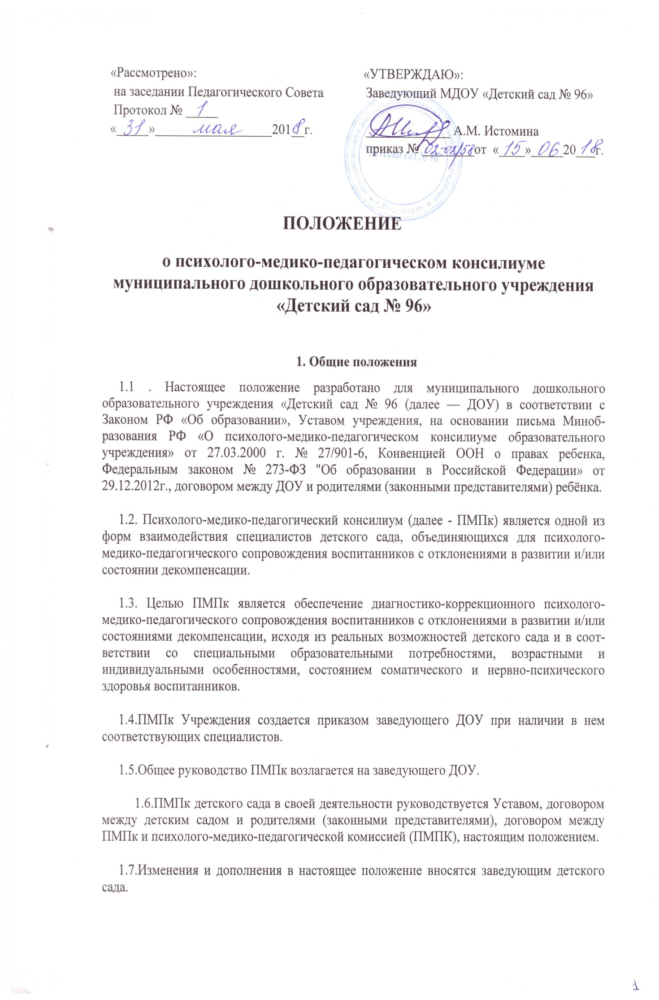 «Рассмотрено»:
на заседании Педагогического Совета
Протокол № 1
«31» мая 2018 г.
«УТВЕРЖДАЮ»:
Заведующий МДОУ «Детский сад № 96»
А.М. Истомина
приказ № 02-02/58 от «15» 06 2018г.
муниципальное дошкольное образовательное учреждение * г.Ярославль *
Детский сад № 96
ПОЛОЖЕНИЕ
о психолого-медико-педагогическом консилиуме
муниципального дошкольного образовательного учреждения
«Детский сад № 96»
1. Общие положения
1.1 . Настоящее положение разработано для муниципального дошкольного
образовательного учреждения «Детский сад № 96 (далее — ДОУ) в соответствии с
Законом РФ «Об образовании», Уставом учреждения, на основании письма Миноб-
разования РФ «О психолого-медико-педагогическом консилиуме образовательного
учреждения» от 27.03.2000 г. № 27/901-6, Конвенцией ООН о правах ребенка,
Федеральным законом № 273-ФЗ "Об образовании в Российской Федерации» от
29.12.2012г., договором между ДОУ и родителями (законными представителями) ребёнка.
1.2. Психолого-медико-педагогический консилиум (далее - ПМПк) является одной из
форм взаимодействия специалистов детского сада, объединяющихся для психолого-
медико-педагогического сопровождения воспитанников с отклонениями в развитии и/или
состоянии декомпенсации.
1.3. Целью ПМПк является обеспечение диагностико-коррекционного психолого-
медико-педагогического сопровождения воспитанников с отклонениями в развитии и/или
состояниями декомпенсации, исходя из реальных возможностей детского сада и в соот-
ветствии со специальными образовательными потребностями, возрастными и
индивидуальными особенностями, состоянием соматического и нервно-психического
здоровья воспитанников.
1.4.ПМПк Учреждения создается приказом заведующего ДОУ при наличии в нем
соответствующих специалистов.
1.5.Общее руководство ПМПк возлагается на заведующего ДОУ.
1.6.ПМПк детского сада в своей деятельности руководствуется Уставом, договором
между детским садом и родителями (законными представителями), договором между
ПМПк и психолого-медико-педагогической комиссией (ПМПК), настоящим положением.
1.7.Изменения и дополнения в настоящее положение вносятся заведующим детского
сада.
1